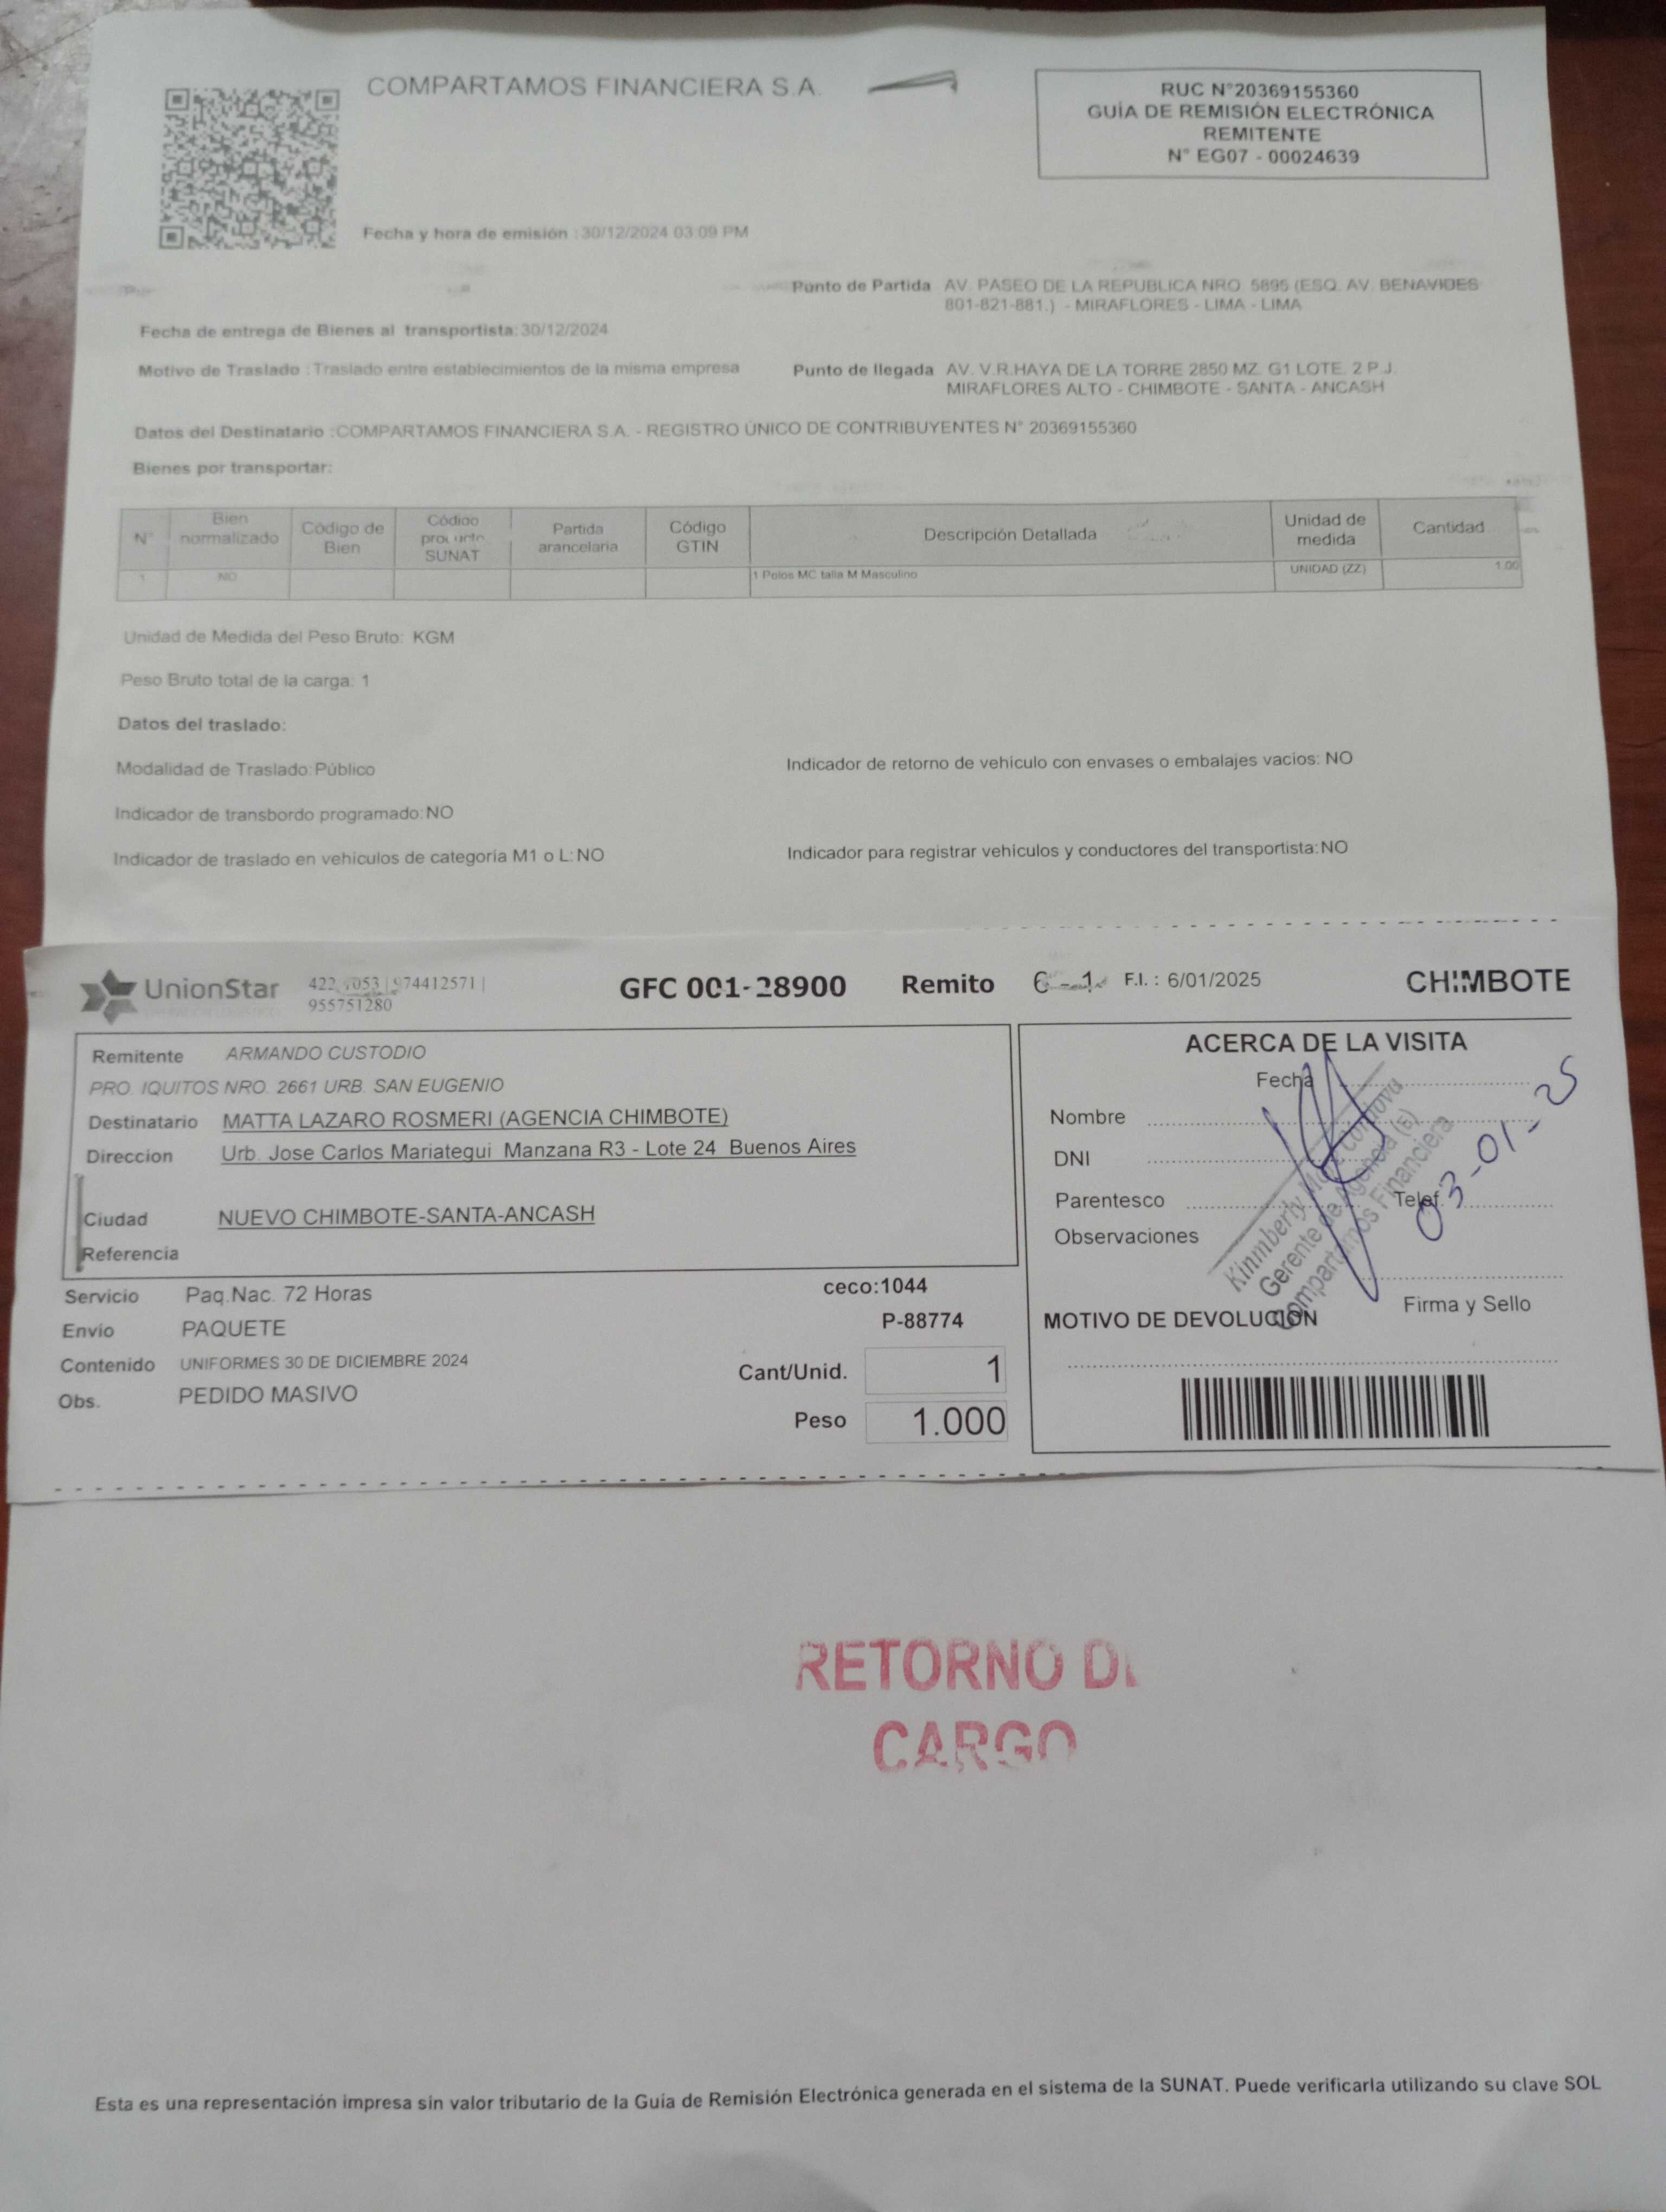 COMPARTAMOS FINANCIERA S.A.
RUC N°20369155360
GUÍA DE REMISIÓN ELECTRÓNICA
REMITENTE
N° EG07 - 00024639
Fecha y hora de emisión : 30/12/2024 03:09 PM
Punto de Partida AV. PASEO DE LA REPUBLICA NRO. 5895 (ESQ. AV. BENAVIDES
801-821-881.) - MIRAFLORES - LIMA - LIMA
Fecha de entrega de Bienes al transportista: 30/12/2024
Motivo de Traslado : Traslado entre establecimientos de la misma empresa
Punto de llegada AV. V.R.HAYA DE LA TORRE 2850 MZ. G1 LOTE. 2 P.J.
MIRAFLORES ALTO - CHIMBOTE - SANTA - ANCASH
Datos del Destinatario :COMPARTAMOS FINANCIERA S.A. - REGISTRO ÚNICO DE CONTRIBUYENTES N° 20369155360
Bienes por transportar:
N° Bien normalizado Código de Bien Código producto SUNAT Partida arancelaria Código GTIN Descripción Detallada Unidad de medida Cantidad
1 NO 1 Polos MC talla M Masculino UNIDAD (ZZ) 1.00
Unidad de Medida del Peso Bruto: KGM
Peso Bruto total de la carga: 1
Datos del traslado:
Modalidad de Traslado: Público
Indicador de retorno de vehículo con envases o embalajes vacios: NO
Indicador de transbordo programado: NO
Indicador de traslado en vehículos de categoría M1 o L: NO
Indicador para registrar vehículos y conductores del transportista: NO
UnionStar
974412571 |
955751280
GFC 001-28900 Remito 6-1 F.I. : 6/01/2025 CHIMBOTE
Remitente ARMANDO CUSTODIO
PRO. IQUITOS NRO. 2661 URB. SAN EUGENIO
Destinatario MATTA LAZARO ROSMERI (AGENCIA CHIMBOTE)
Direccion Urb. Jose Carlos Mariategui Manzana R3 - Lote 24 Buenos Aires
Ciudad NUEVO CHIMBOTE-SANTA-ANCASH
Referencia
Servicio Paq.Nac. 72 Horas
Envio PAQUETE
Contenido UNIFORMES 30 DE DICIEMBRE 2024
Obs. PEDIDO MASIVO
ceco:1044
P-88774
Cant/Unid. 1
Peso 1.000
ACERCA DE LA VISITA
Fecha
Nombre
DNI
Parentesco Telef.
Observaciones
Firma y Sello
MOTIVO DE DEVOLUCION
Kinmberly
Gerente de Agencia (E)
Compartamos Financiera
03-01-25
RETORNO DE
CARGO
Esta es una representación impresa sin valor tributario de la Guía de Remisión Electrónica generada en el sistema de la SUNAT. Puede verificarla utilizando su clave SOL